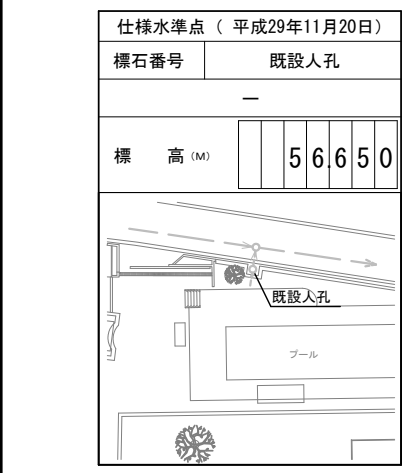 仕様水準点（ 平成29年11月20日）
標石番号 既設人孔
—
標 高（M） 56.650
既設人孔
プール